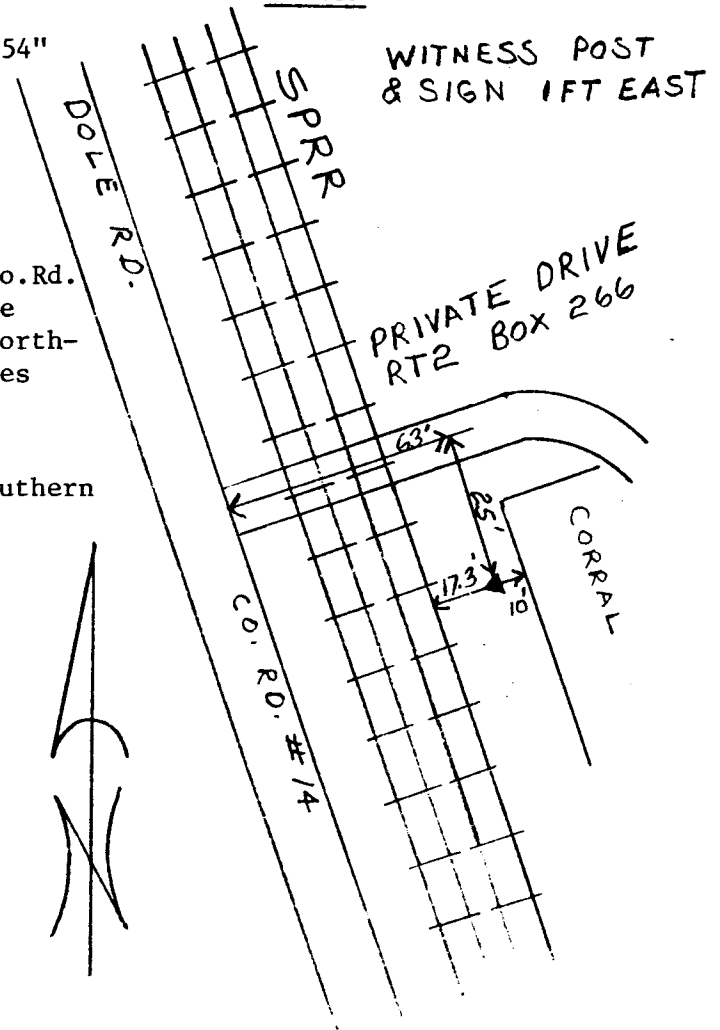 54"
WITNESS POST
& SIGN 1FT EAST
SPRR
DOLE RD.
o.Rd.
e
orth-
es
PRIVATE DRIVE
RT2 BOX 266
63'
25'
uthern
17.3'
10'
CORRAL
CO. RD. #14
N